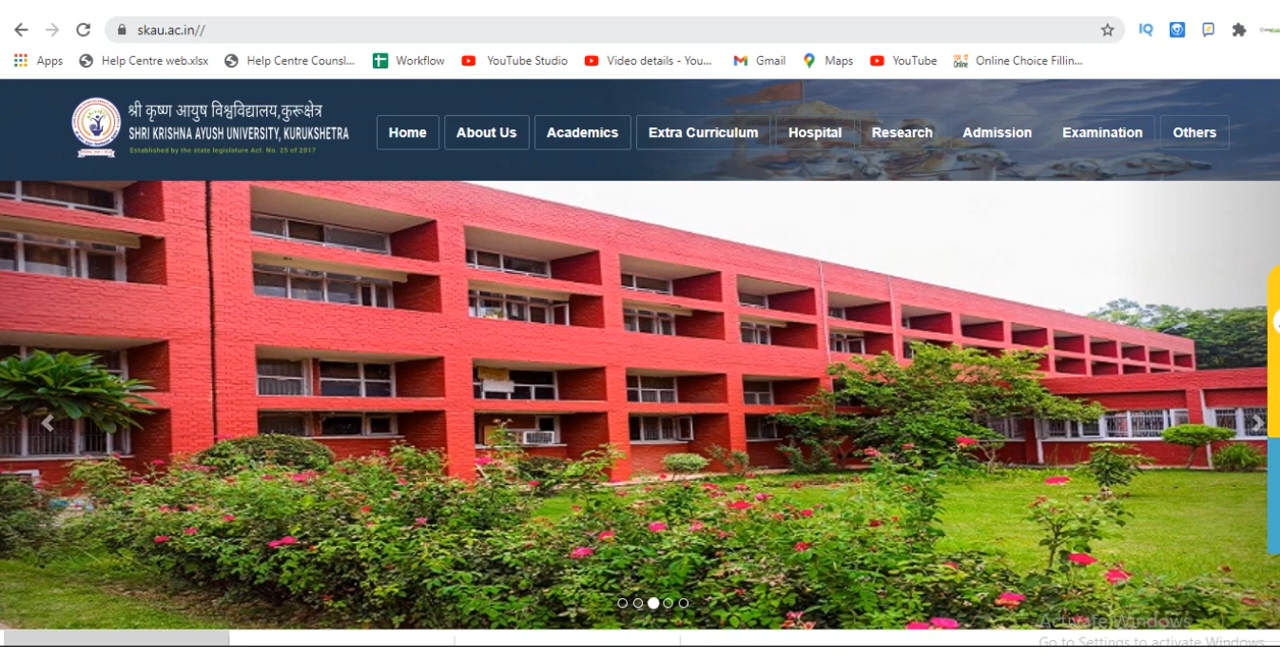 skau.ac.in//
Apps Help Centre web.xlsx Help Centre Counsl... Workflow YouTube Studio Video details - You... Gmail Maps YouTube Online Choice Fillin...
श्री कृष्ण आयुष विश्वविद्यालय,कुरूक्षेत्र
SHRI KRISHNA AYUSH UNIVERSITY, KURUKSHETRA
Established by the state legislature Act. No. 25 of 2017
Home About Us Academics Extra Curriculum Hospital Research Admission Examination Others
Activate Windows
Go to Settings to activate Windows.